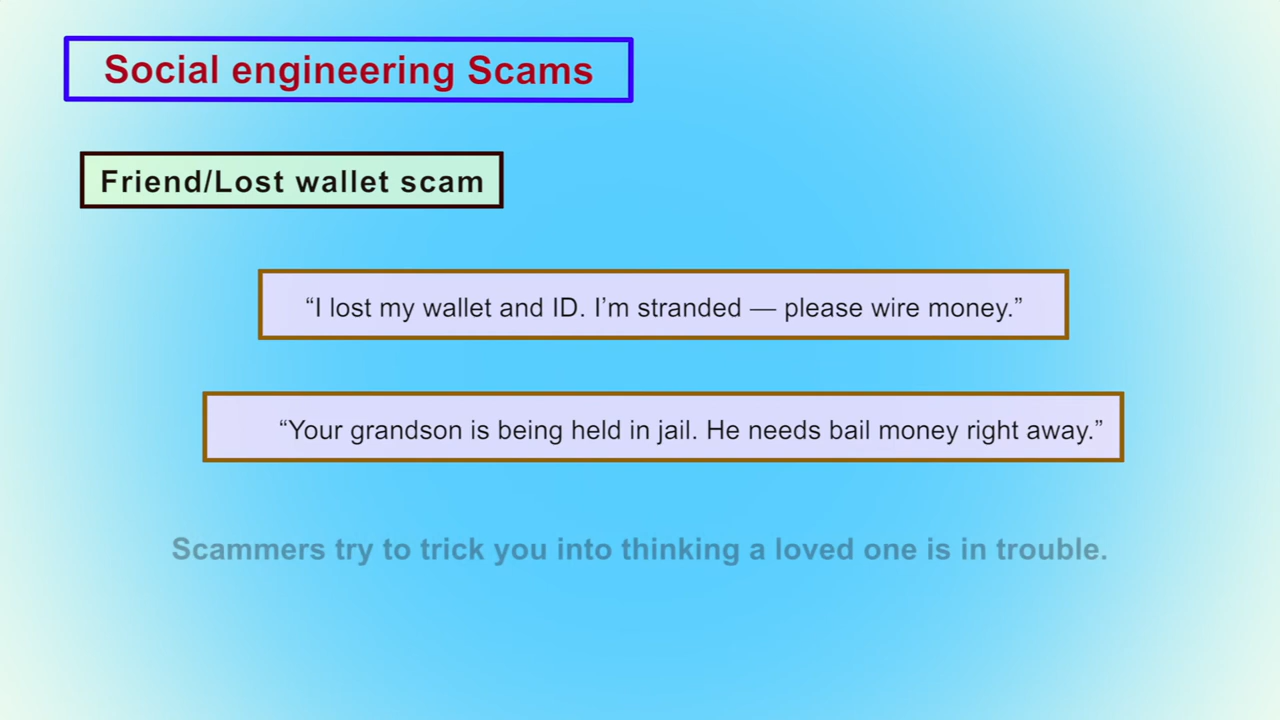 Social engineering Scams
Friend/Lost wallet scam
“I lost my wallet and ID. I’m stranded — please wire money.”
“Your grandson is being held in jail. He needs bail money right away.”
Scammers try to trick you into thinking a loved one is in trouble.